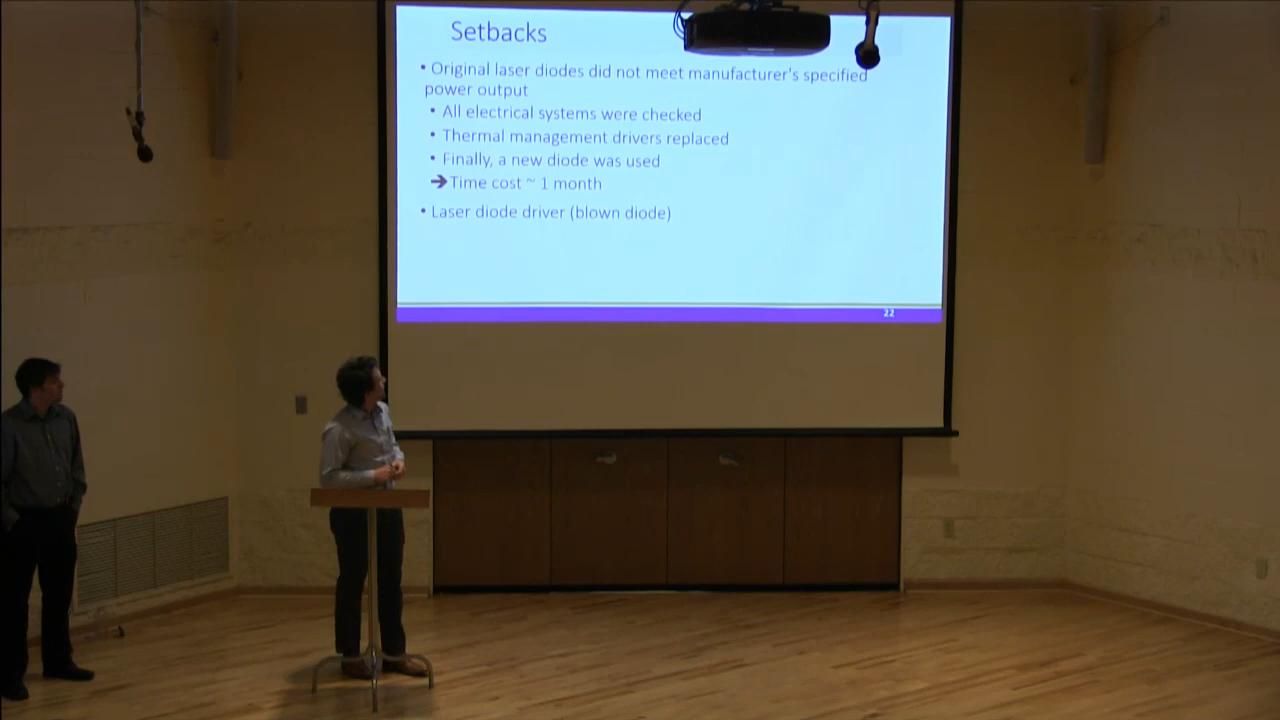 Setbacks
• Original laser diodes did not meet manufacturer's specified
power output
• All electrical systems were checked
• Thermal management drivers replaced
• Finally, a new diode was used
➔ Time cost ~ 1 month
• Laser diode driver (blown diode)
22